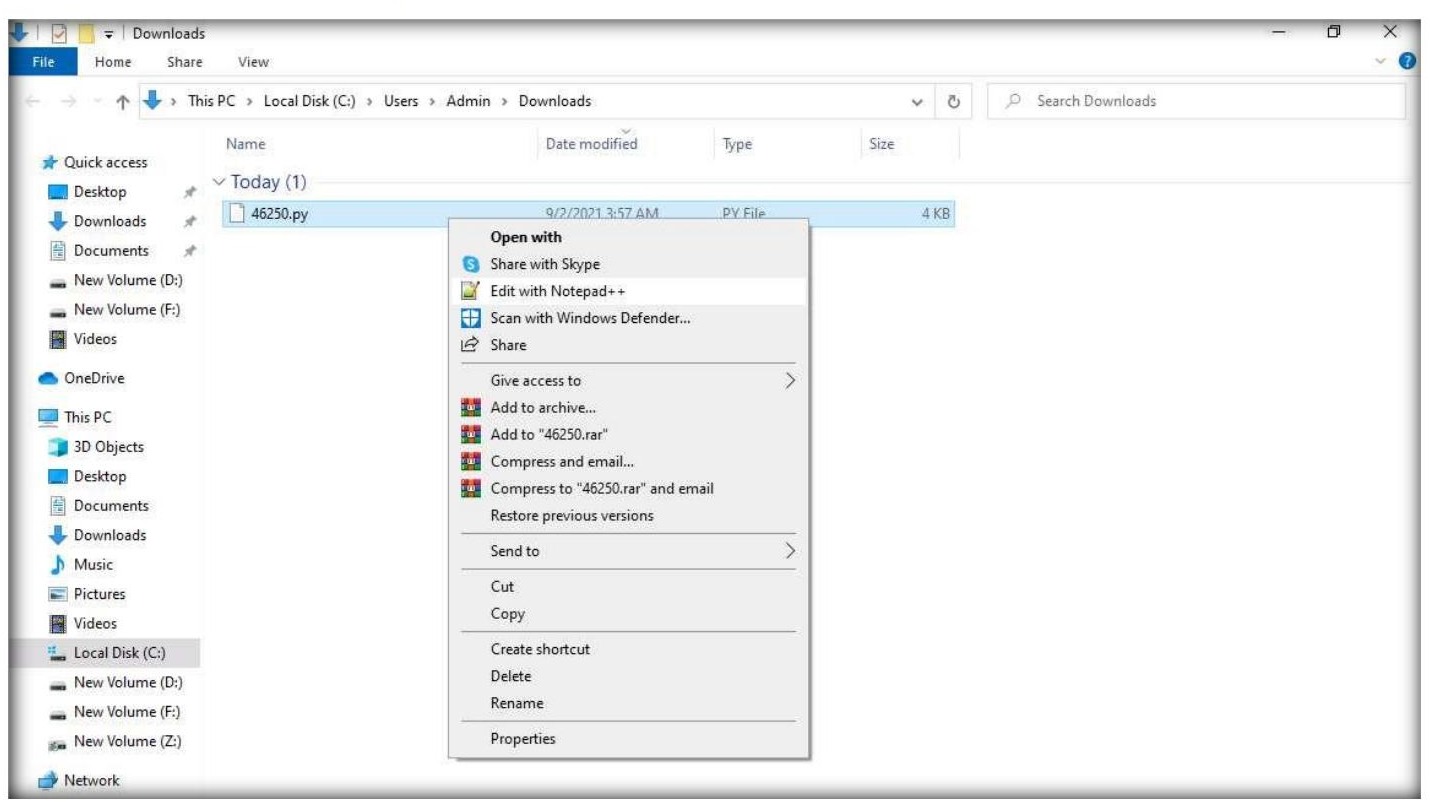 Downloads
File Home Share View
This PC › Local Disk (C:) › Users › Admin › Downloads
Search Downloads
Name Date modified Type Size
Quick access
Desktop
Downloads
Documents
New Volume (D:)
New Volume (F:)
Videos
OneDrive
This PC
3D Objects
Desktop
Documents
Downloads
Music
Pictures
Videos
Local Disk (C:)
New Volume (D:)
New Volume (F:)
New Volume (Z:)
Network
Today (1)
46250.py 9/2/2021 3:57 AM PY File 4 KB
Open with
Share with Skype
Edit with Notepad++
Scan with Windows Defender...
Share
Give access to
Add to archive...
Add to "46250.rar"
Compress and email...
Compress to "46250.rar" and email
Restore previous versions
Send to
Cut
Copy
Create shortcut
Delete
Rename
Properties